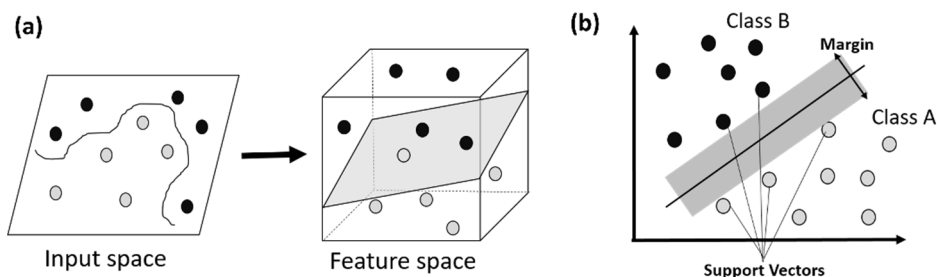 (a)
Input space
Feature space
(b)
Class B
Margin
Class A
Support Vectors